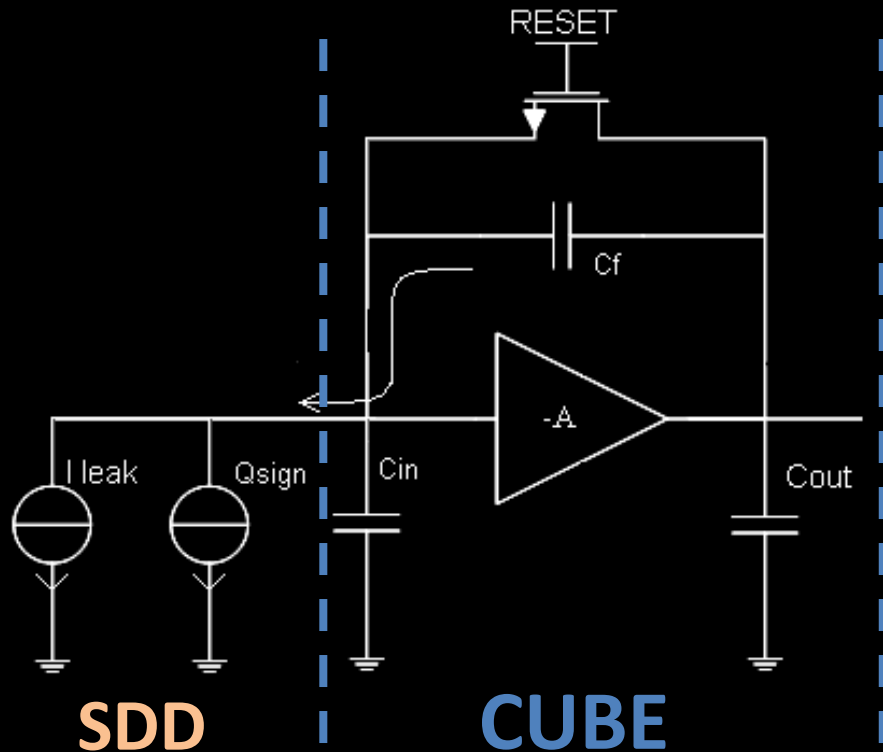 RESET
Cf
-A
I leak
Qsign
Cin
Cout
SDD
CUBE